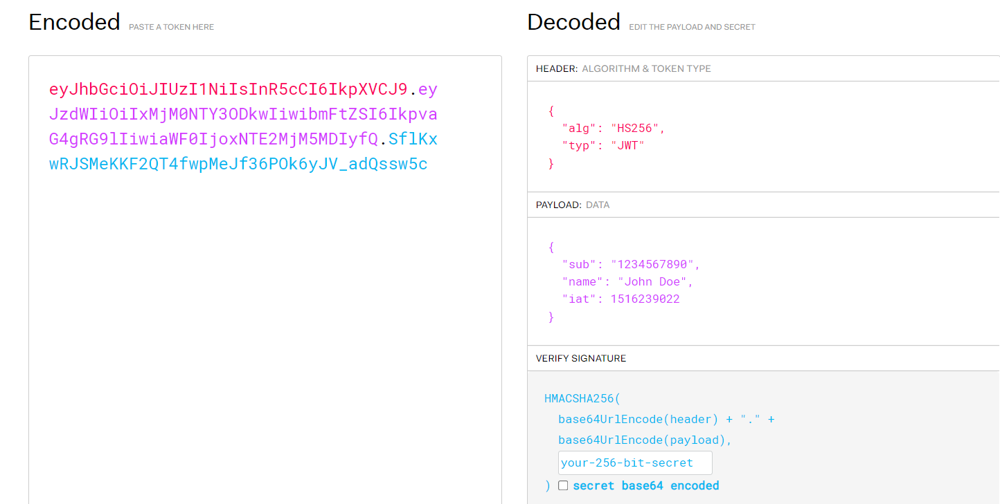 Encoded PASTE A TOKEN HERE
eyJhbGciOiJIUzI1NiIsInR5cCI6IkpXVCJ9.ey
JzdWIiOiIxMjM0NTY3ODkwIiwibmFtZSI6Ikpva
G4gRG9lIiwiaWF0IjoxNTE2MjM5MDIyfQ.SflKx
wRJSMeKKF2QT4fwpMeJf36POk6yJV_adQssw5c
Decoded EDIT THE PAYLOAD AND SECRET
HEADER: ALGORITHM & TOKEN TYPE
{
  "alg": "HS256",
  "typ": "JWT"
}
PAYLOAD: DATA
{
  "sub": "1234567890",
  "name": "John Doe",
  "iat": 1516239022
}
VERIFY SIGNATURE
HMACSHA256(
  base64UrlEncode(header) + "." +
  base64UrlEncode(payload),
  your-256-bit-secret
) secret base64 encoded